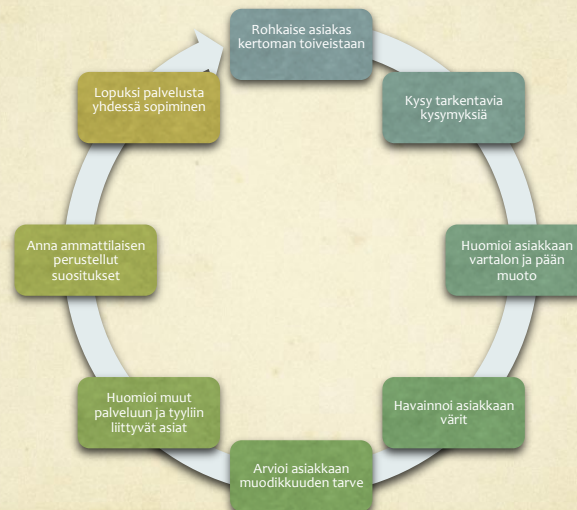 Rohkaise asiakas
kertoman toiveistaan
Kysy tarkentavia
kysymyksiä
Huomioi asiakkaan
vartalon ja pään
muoto
Havainnoi asiakkaan
värit
Arvioi asiakkaan
muodikkuuden tarve
Huomioi muut
palveluun ja tyyliin
liittyvät asiat
Anna ammattilaisen
perustellut
suositukset
Lopuksi palvelusta
yhdessä sopiminen